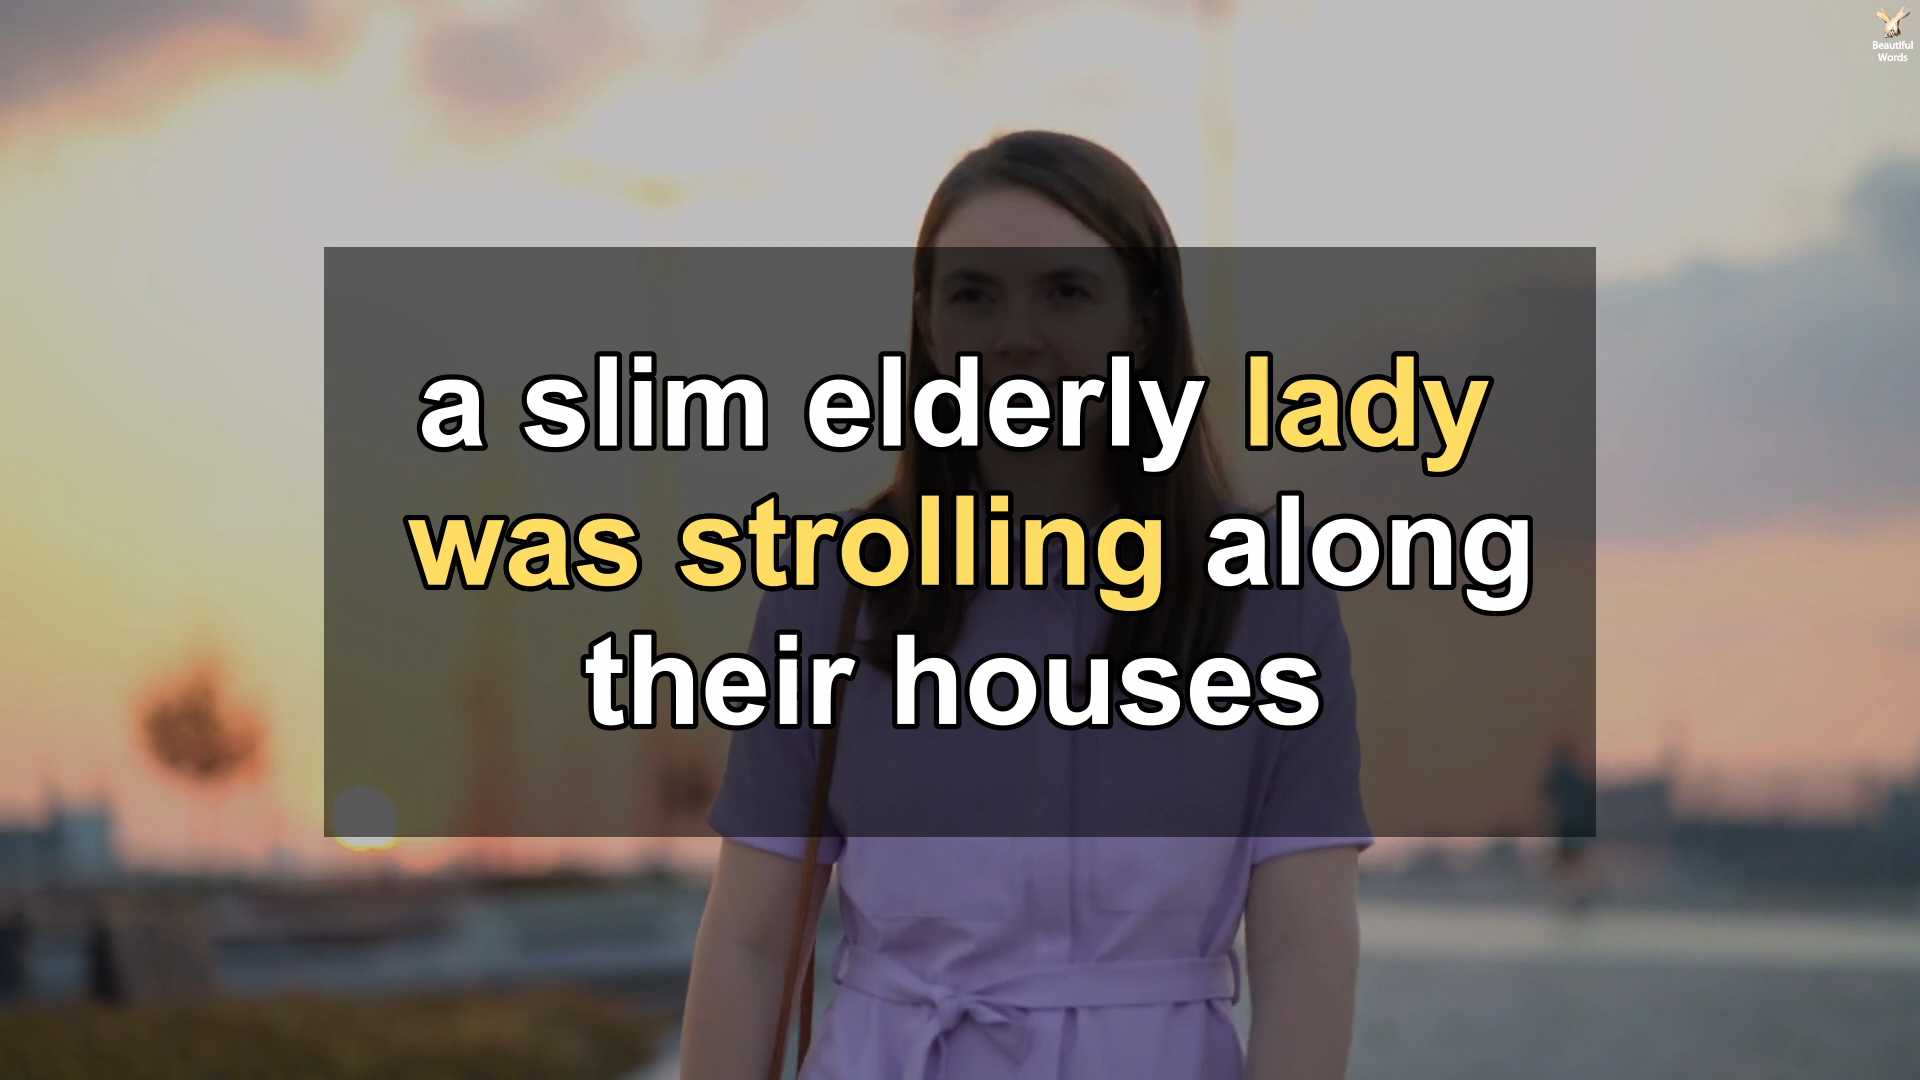 Beautiful
Words
a slim elderly lady
was strolling along
their houses